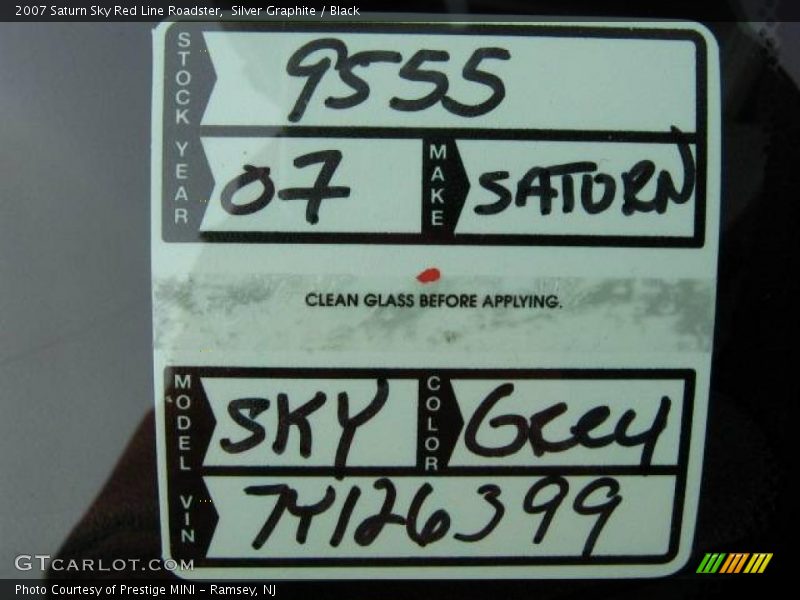 2007 Saturn Sky Red Line Roadster,  Silver Graphite / Black
STOCK 9555
YEAR 07 MAKE SATURN
CLEAN GLASS BEFORE APPLYING.
MODEL SKY COLOR Grey
VIN 7Y126399
GTCARLOT.COM
Photo Courtesy of Prestige MINI - Ramsey, NJ